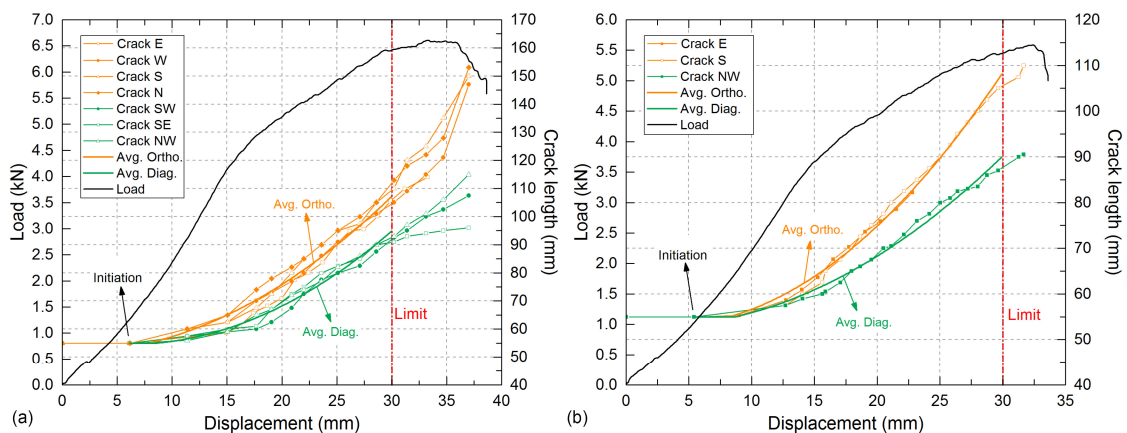 7.0
6.5
6.0
5.5
5.0
4.5
4.0
3.5
3.0
2.5
2.0
1.5
1.0
0.5
0.0
Load (kN)
170
160
150
140
130
120
110
100
90
80
70
60
50
40
Crack length (mm)
0
5
10
15
20
25
30
35
40
Displacement (mm)
(a)
Crack E
Crack W
Crack S
Crack N
Crack SW
Crack SE
Crack NW
Avg. Ortho.
Avg. Diag.
Load
Avg. Ortho.
Initiation
Limit
Avg. Diag.
6.0
5.5
5.0
4.5
4.0
3.5
3.0
2.5
2.0
1.5
1.0
0.5
0.0
Load (kN)
120
110
100
90
80
70
60
50
40
Crack length (mm)
0
5
10
15
20
25
30
35
Displacement (mm)
(b)
Crack E
Crack S
Crack NW
Avg. Ortho.
Avg. Diag.
Load
Avg. Ortho.
Initiation
Limit
Avg. Diag.